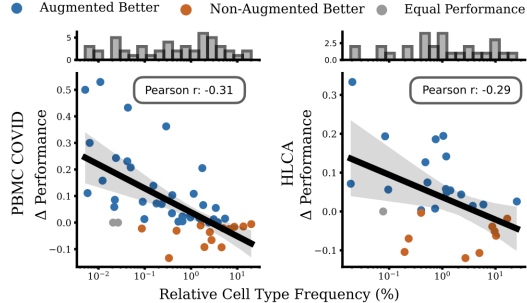 Augmented Better Non-Augmented Better Equal Performance
5
0
2.5
0.0
Pearson r: -0.31
Pearson r: -0.29
PBMC COVID
Δ Performance
0.5
0.4
0.3
0.2
0.1
0.0
−0.1
HLCA
Δ Performance
0.3
0.2
0.1
0.0
−0.1
10⁻² 10⁻¹ 10⁰ 10¹
10⁻¹ 10⁰ 10¹
Relative Cell Type Frequency (%)